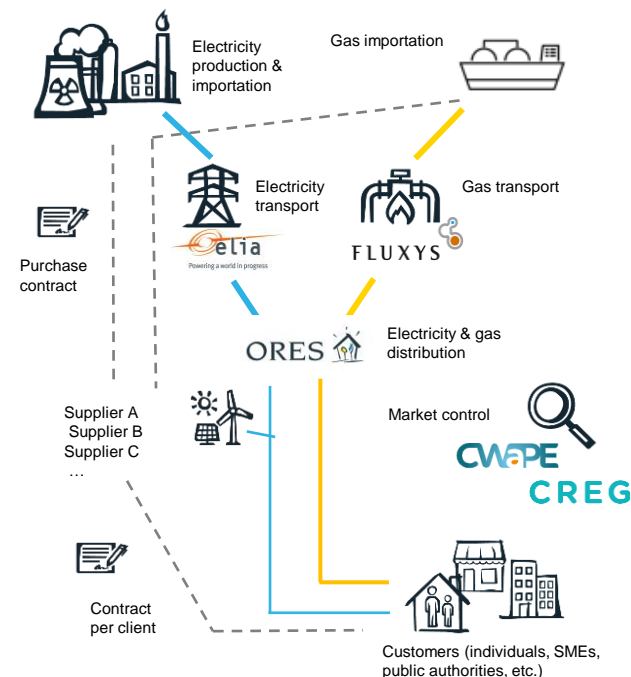 Electricity
production &
importation
Gas importation
Electricity
transport
Gas transport
elia
Powering a world in progress
FLUXYS
Purchase
contract
ORES
Electricity & gas
distribution
Supplier A
Supplier B
Supplier C
…
Market control
CWaPE
CREG
Contract
per client
Customers (individuals, SMEs,
public authorities, etc.)